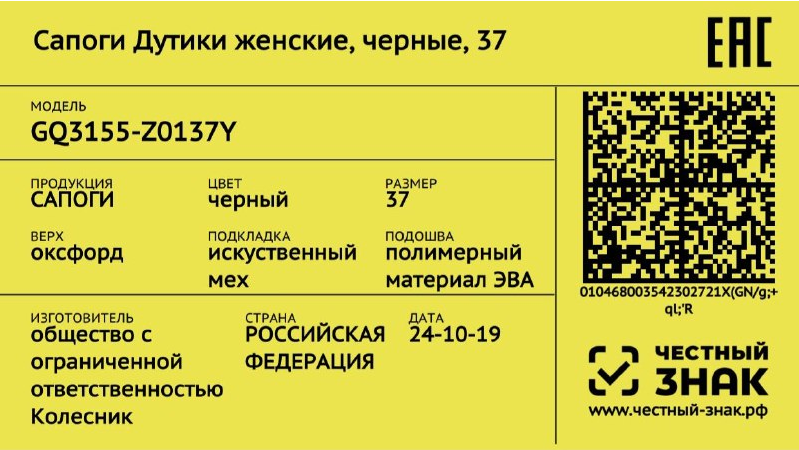 Сапоги Дутики женские, черные, 37
EAC
МОДЕЛЬ
GQ3155-Z0137Y
ПРОДУКЦИЯ
САПОГИ
ЦВЕТ
черный
РАЗМЕР
37
ВЕРХ
оксфорд
ПОДКЛАДКА
искуственный
мех
ПОДОШВА
полимерный
материал ЭВА
ИЗГОТОВИТЕЛЬ
общество с
ограниченной
ответственностью
Колесник
СТРАНА
РОССИЙСКАЯ
ФЕДЕРАЦИЯ
ДАТА
24-10-19
010468003542302721X(GN/g;+
ql;'R
ЧЕСТНЫЙ
ЗНАК
www.честный-знак.рф